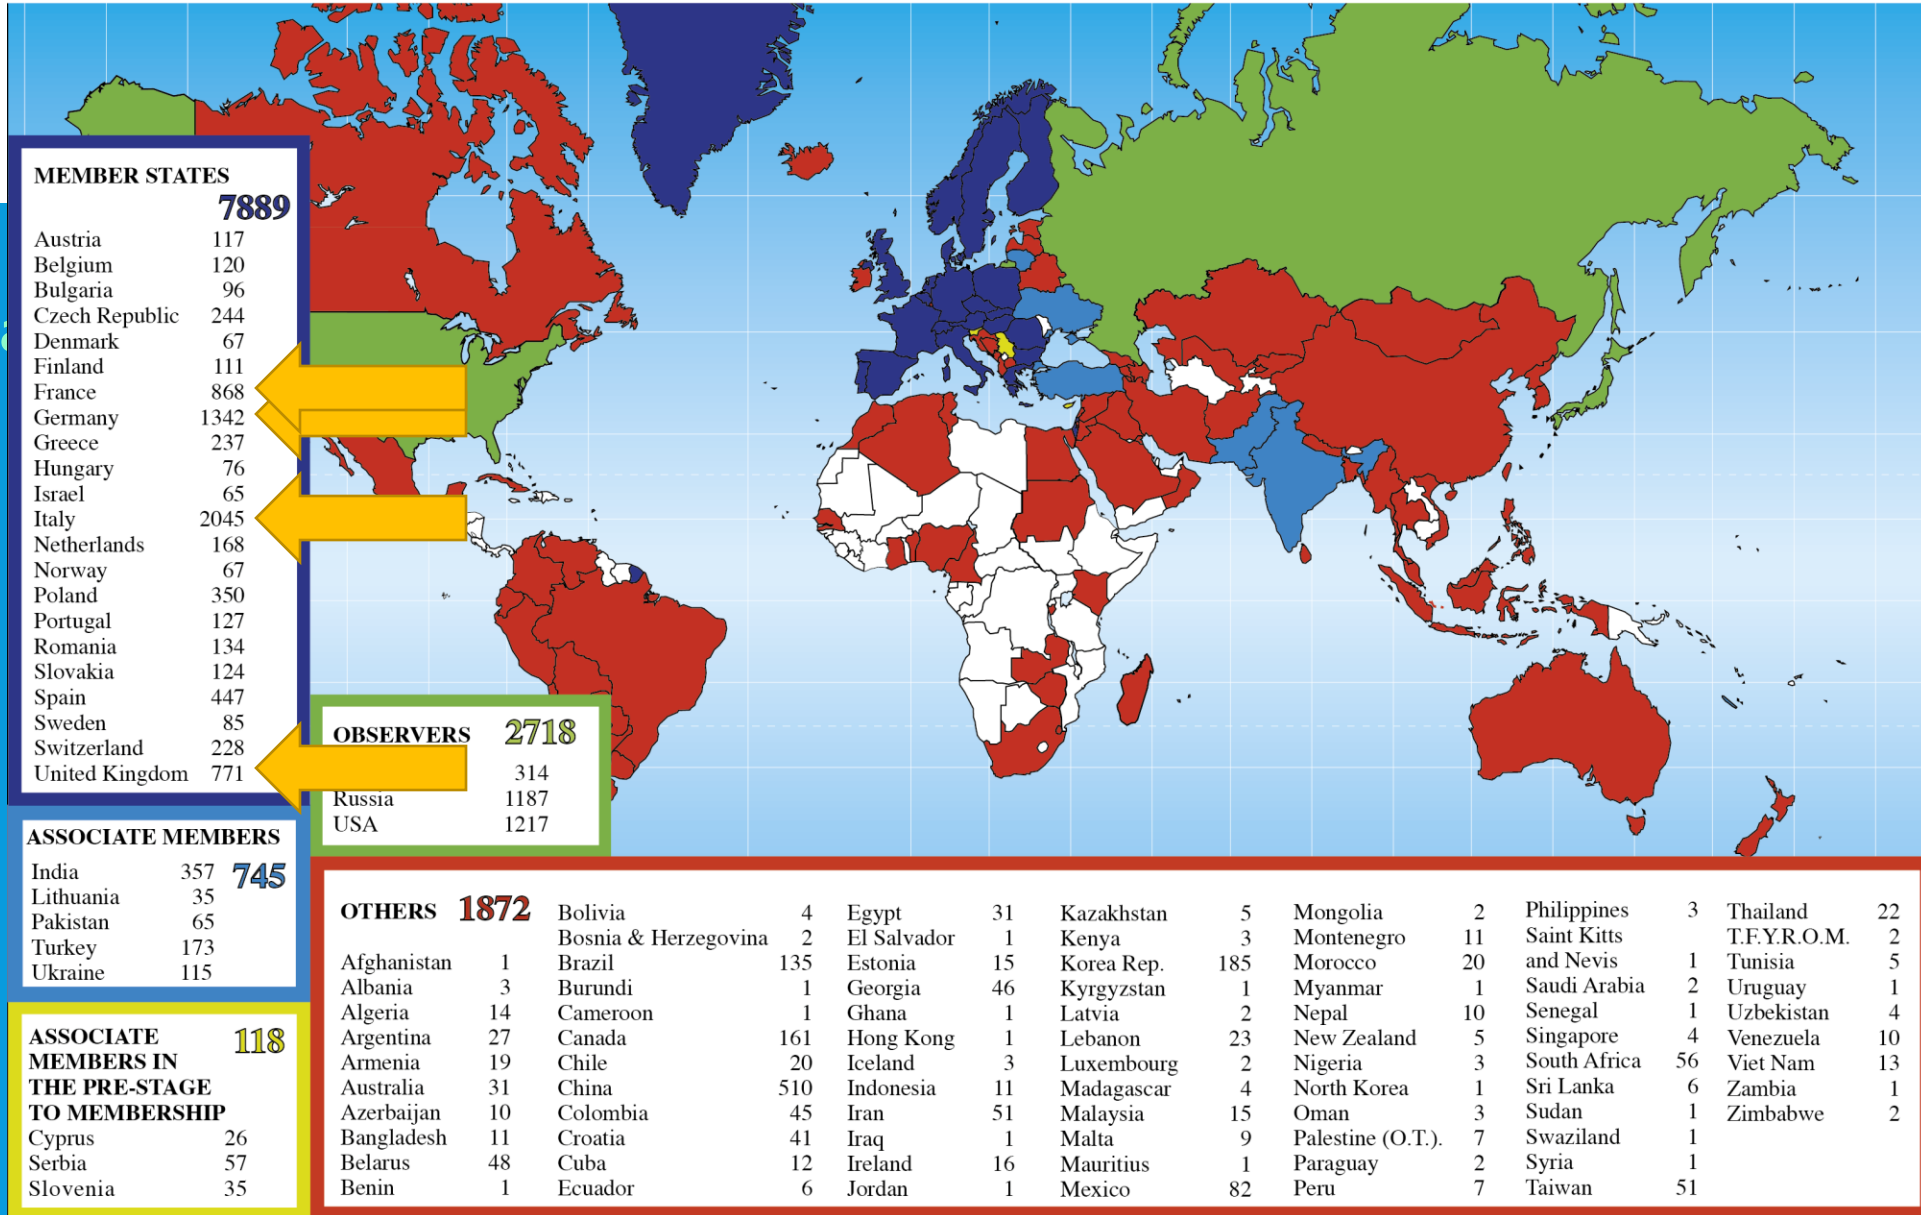 MEMBER STATES
7889
Austria 117
Belgium 120
Bulgaria 96
Czech Republic 244
Denmark 67
Finland 111
France 868
Germany 1342
Greece 237
Hungary 76
Israel 65
Italy 2045
Netherlands 168
Norway 67
Poland 350
Portugal 127
Romania 134
Slovakia 124
Spain 447
Sweden 85
Switzerland 228
United Kingdom 771
OBSERVERS 2718
314
Russia 1187
USA 1217
ASSOCIATE MEMBERS
745
India 357
Lithuania 35
Pakistan 65
Turkey 173
Ukraine 115
ASSOCIATE 118
MEMBERS IN
THE PRE-STAGE
TO MEMBERSHIP
Cyprus 26
Serbia 57
Slovenia 35
OTHERS 1872
Afghanistan 1
Albania 3
Algeria 14
Argentina 27
Armenia 19
Australia 31
Azerbaijan 10
Bangladesh 11
Belarus 48
Benin 1
Bolivia 4
Bosnia & Herzegovina 2
Brazil 135
Burundi 1
Cameroon 1
Canada 161
Chile 20
China 510
Colombia 45
Croatia 41
Cuba 12
Ecuador 6
Egypt 31
El Salvador 1
Estonia 15
Georgia 46
Ghana 1
Hong Kong 1
Iceland 3
Indonesia 11
Iran 51
Iraq 1
Ireland 16
Jordan 1
Kazakhstan 5
Kenya 3
Korea Rep. 185
Kyrgyzstan 1
Latvia 2
Lebanon 23
Luxembourg 2
Madagascar 4
Malaysia 15
Malta 9
Mauritius 1
Mexico 82
Mongolia 2
Montenegro 11
Morocco 20
Myanmar 1
Nepal 10
New Zealand 5
Nigeria 3
North Korea 1
Oman 3
Palestine (O.T.). 7
Paraguay 2
Peru 7
Philippines 3
Saint Kitts
and Nevis 1
Saudi Arabia 2
Senegal 1
Singapore 4
South Africa 56
Sri Lanka 6
Sudan 1
Swaziland 1
Syria 1
Taiwan 51
Thailand 22
T.F.Y.R.O.M. 2
Tunisia 5
Uruguay 1
Uzbekistan 4
Venezuela 10
Viet Nam 13
Zambia 1
Zimbabwe 2